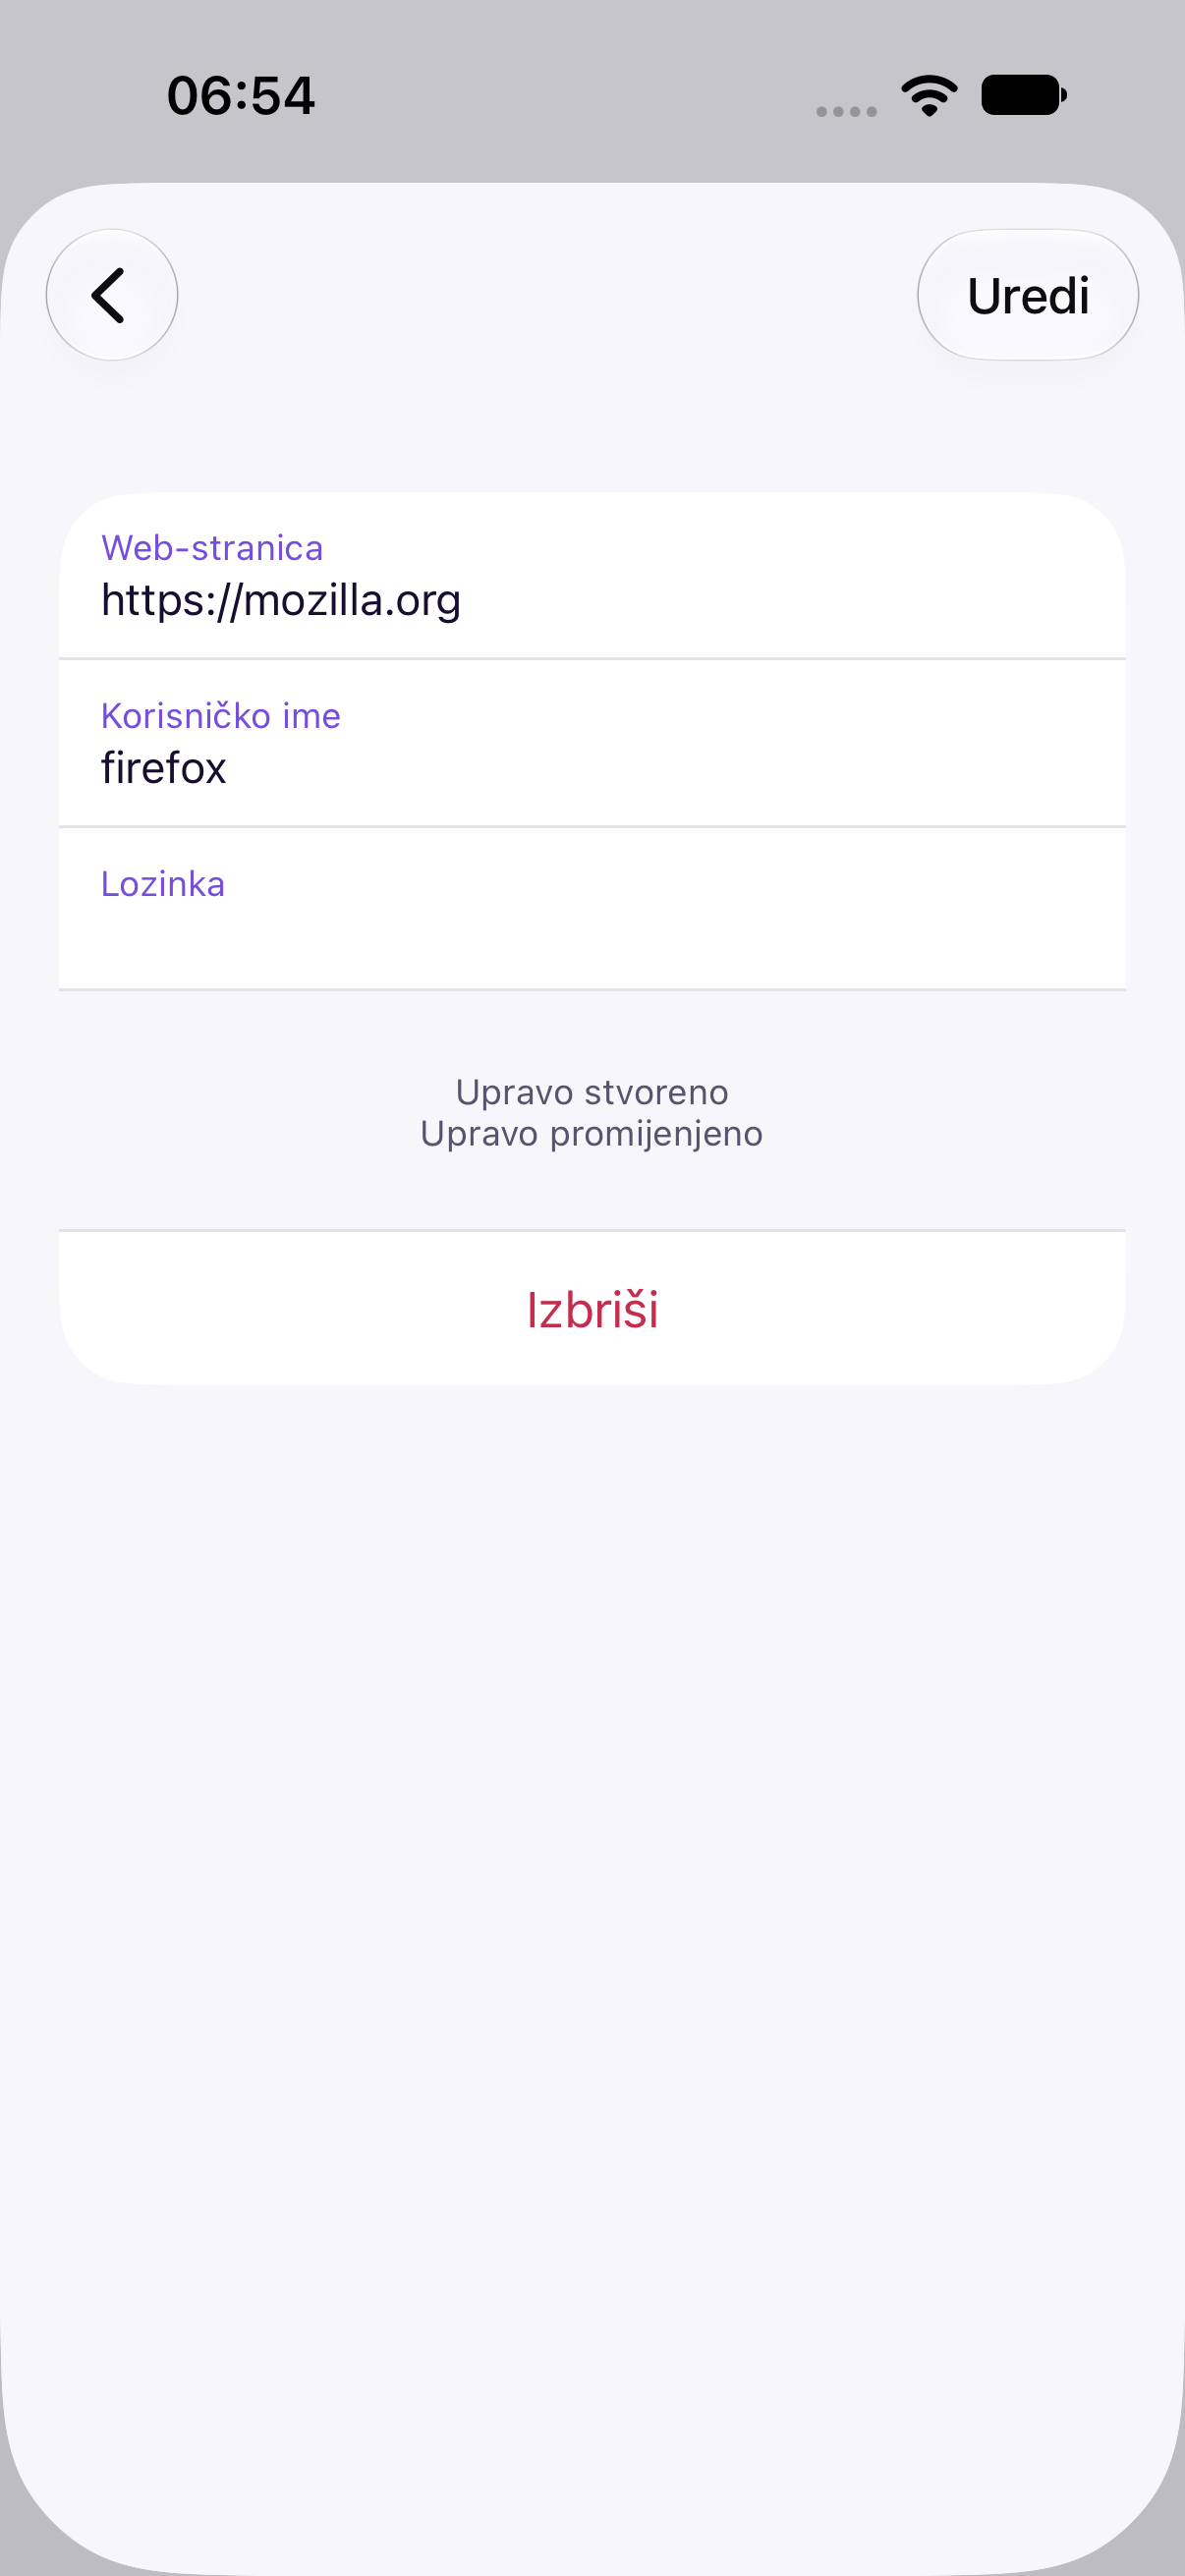 06:54
Uredi
Web-stranica
https://mozilla.org
Korisničko ime
firefox
Lozinka
Upravo stvoreno
Upravo promijenjeno
Izbriši